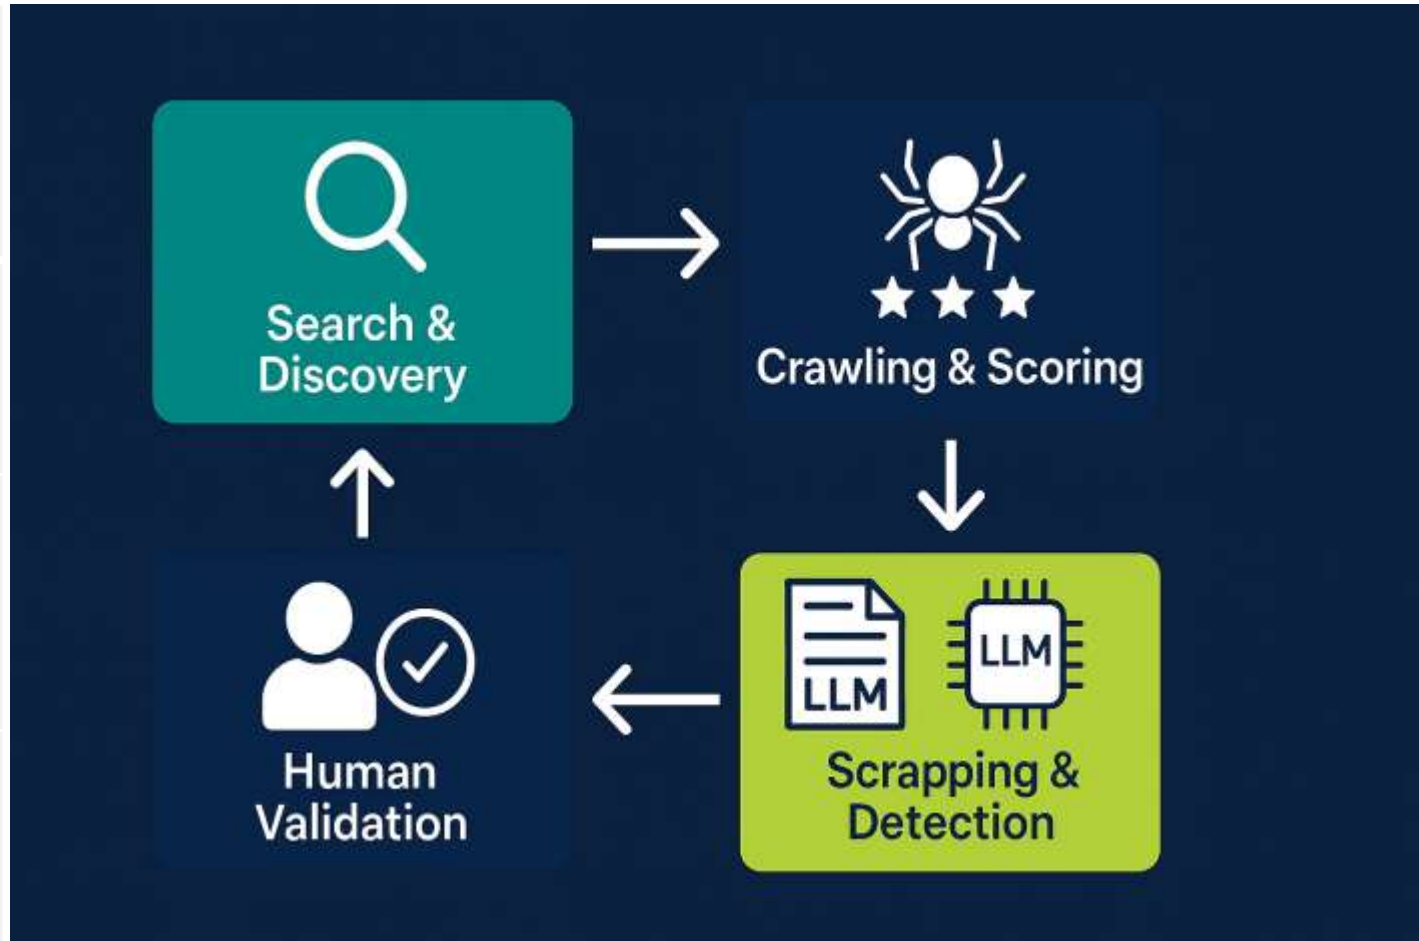 Search &
Discovery
Crawling & Scoring
LLM
LLM
Scrapping &
Detection
Human
Validation